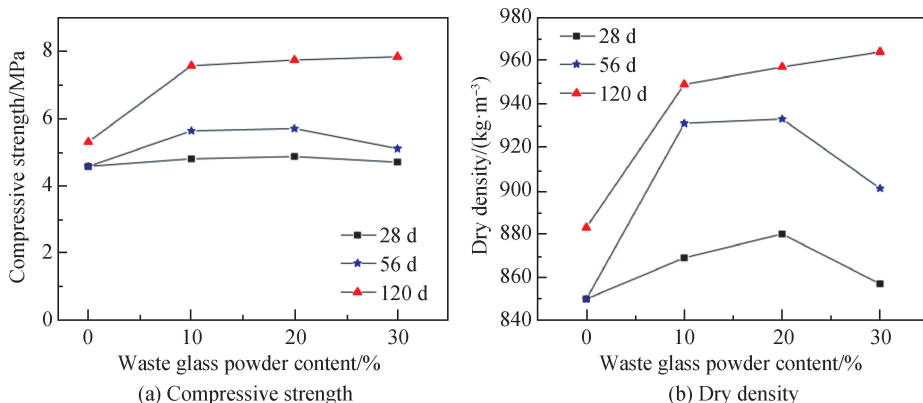 8
6
4
2
0
Compressive strength/MPa
28 d
56 d
120 d
0
10
20
30
Waste glass powder content/%
(a) Compressive strength
980
960
940
920
900
880
860
840
Dry density/(kg·m⁻³)
28 d
56 d
120 d
0
10
20
30
Waste glass powder content/%
(b) Dry density